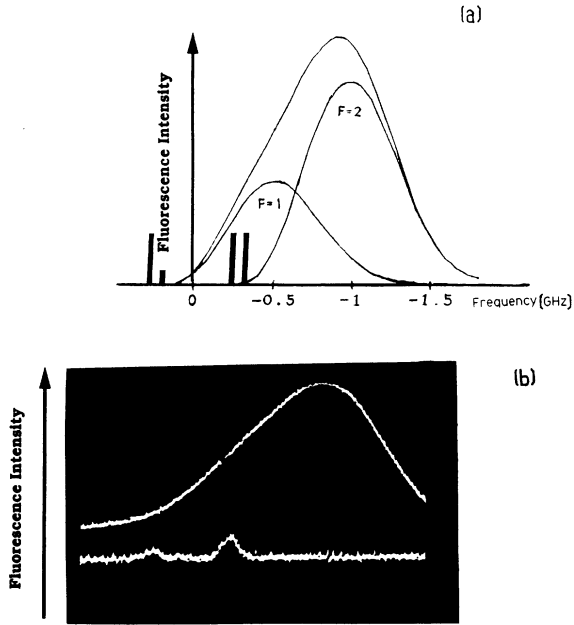 (a)
Fluorescence Intensity
F=2
F=1
0 -0.5 -1 -1.5 Frequency (GHz)
(b)
Fluorescence Intensity